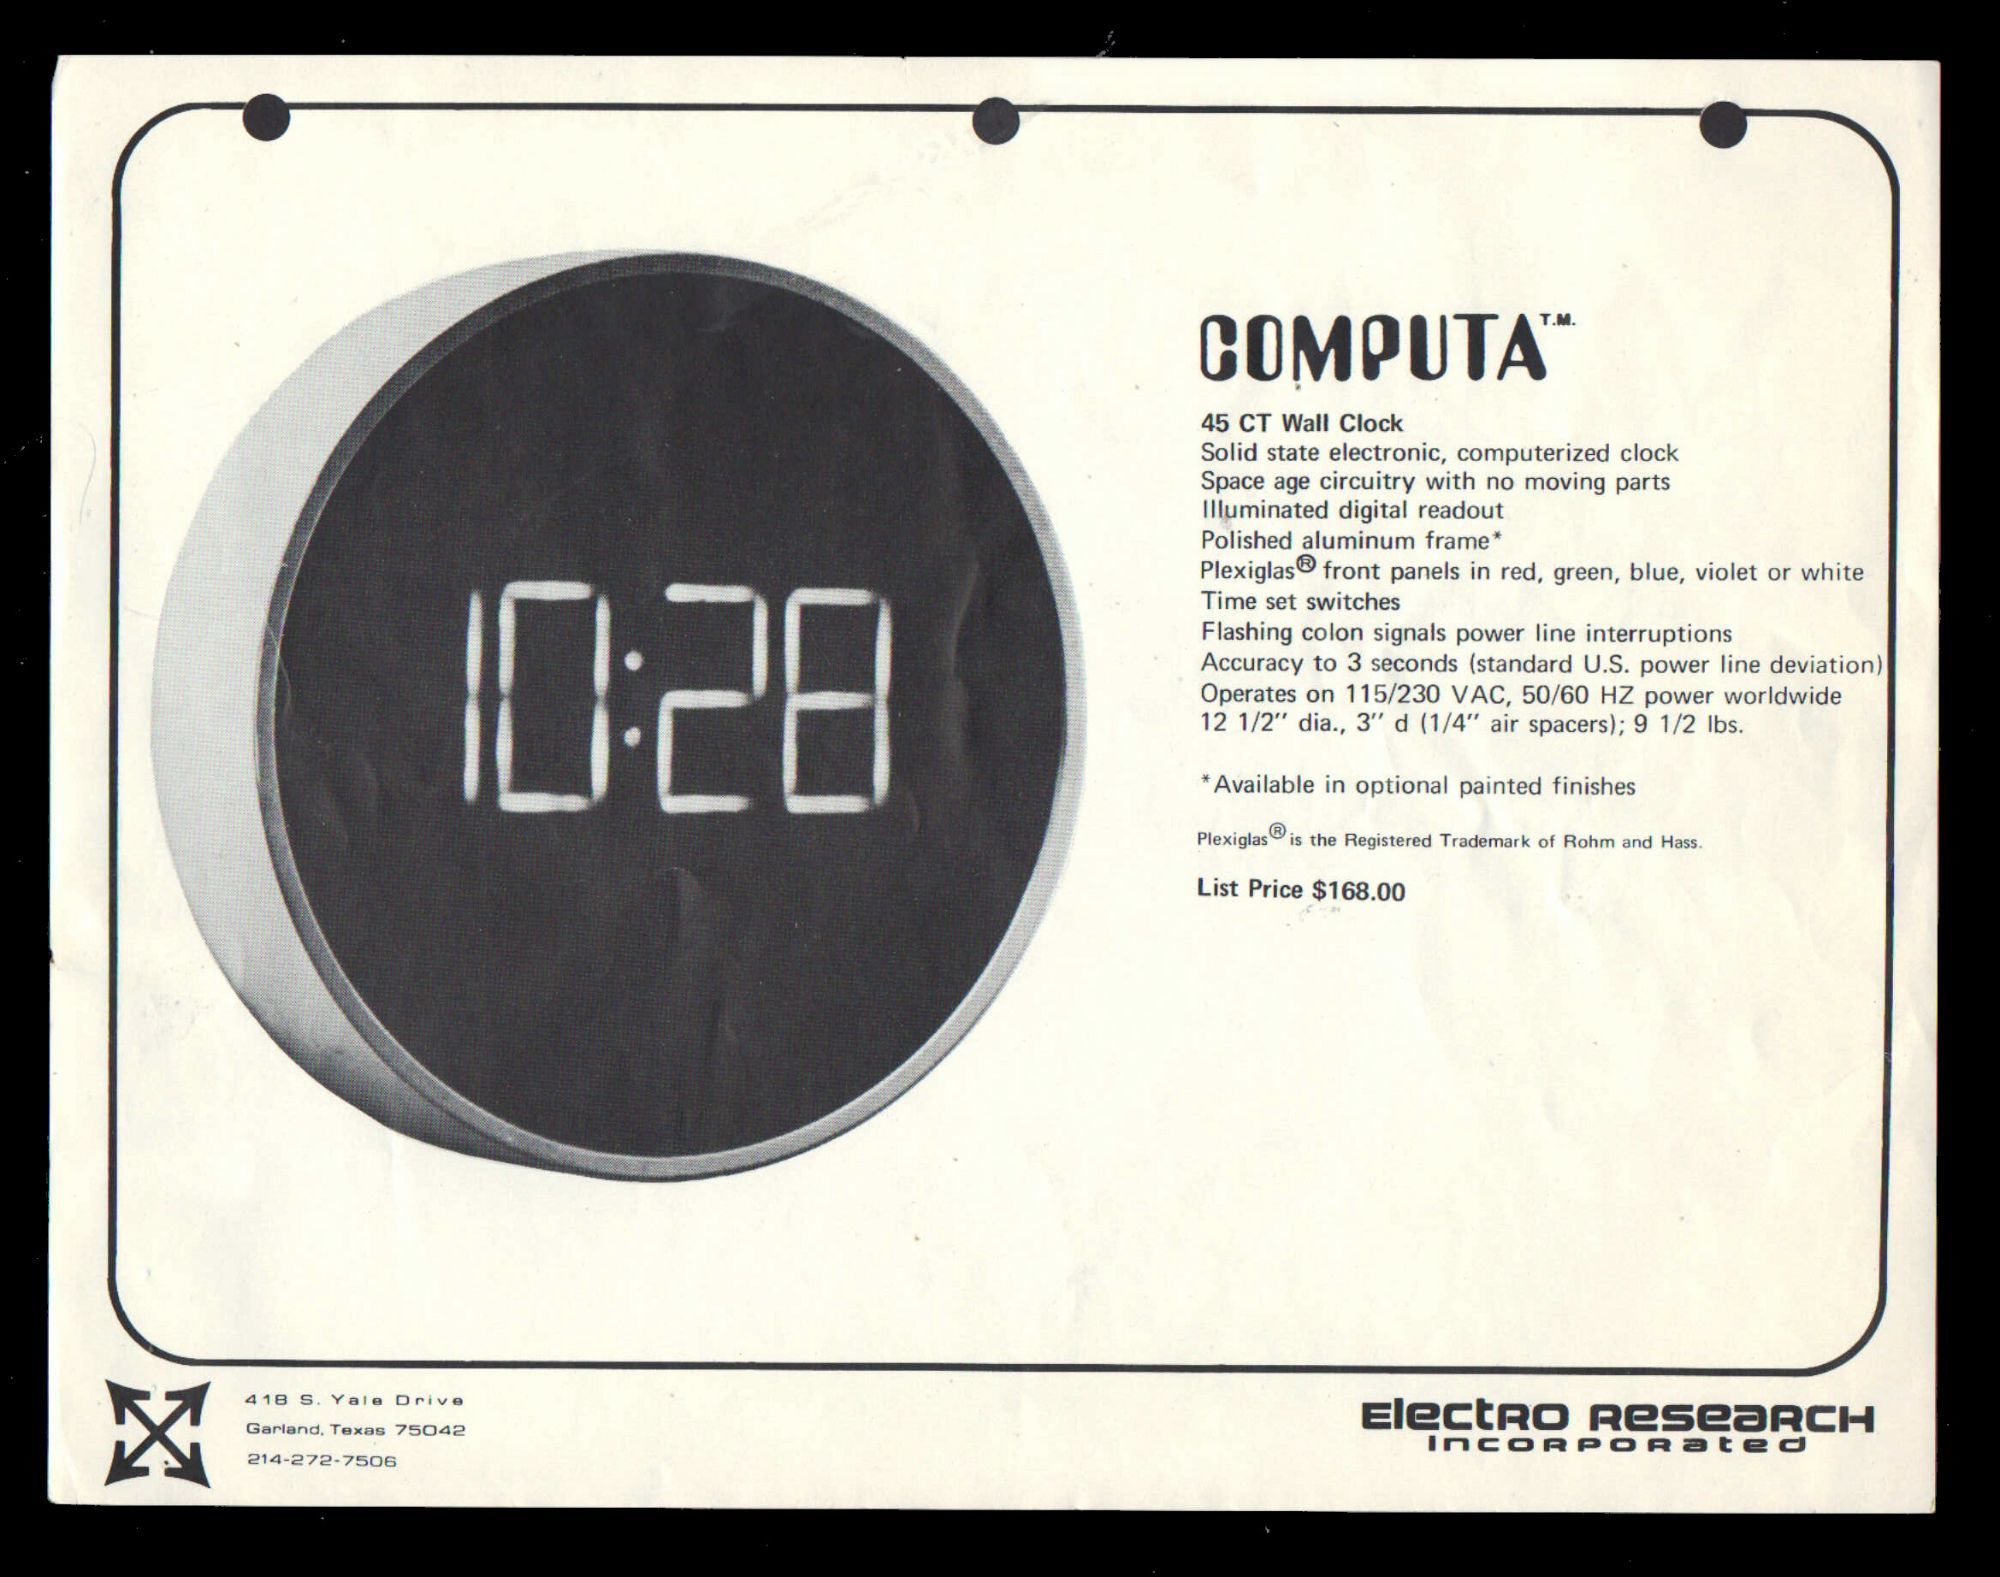 10:28
COMPUTA T.M.
45 CT Wall Clock
Solid state electronic, computerized clock
Space age circuitry with no moving parts
Illuminated digital readout
Polished aluminum frame*
Plexiglas® front panels in red, green, blue, violet or white
Time set switches
Flashing colon signals power line interruptions
Accuracy to 3 seconds (standard U.S. power line deviation)
Operates on 115/230 VAC, 50/60 HZ power worldwide
12 1/2" dia., 3" d (1/4" air spacers); 9 1/2 lbs.
*Available in optional painted finishes
Plexiglas® is the Registered Trademark of Rohm and Hass.
List Price $168.00
418 S. Yale Drive
Garland, Texas 75042
214-272-7506
Electro Research
Incorporated